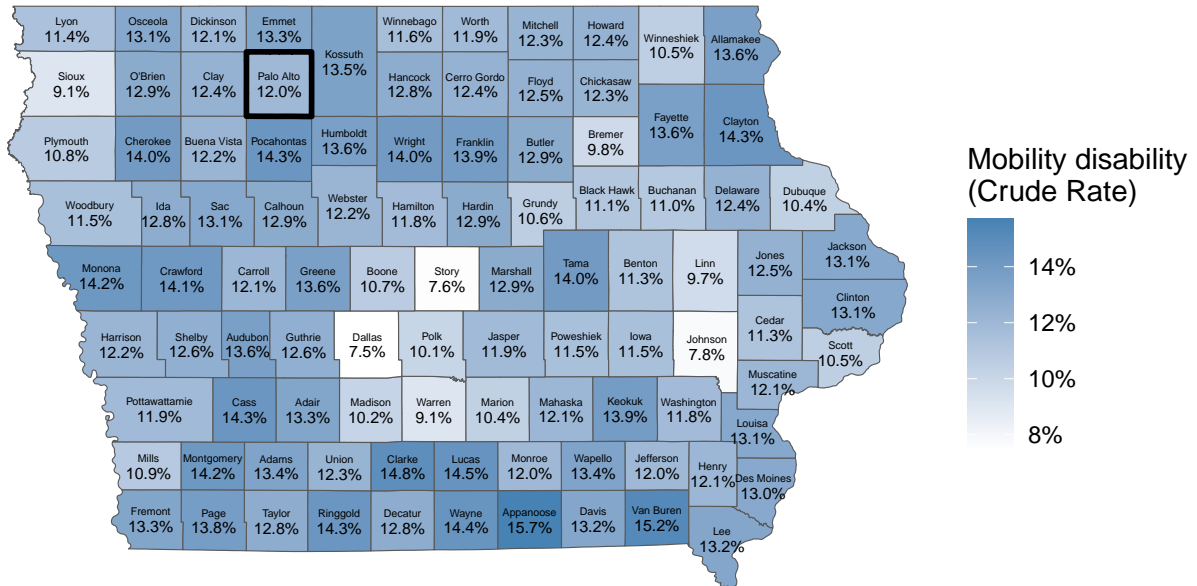 Lyon
11.4%
Osceola
13.1%
Dickinson
12.1%
Emmet
13.3%
Kossuth
13.5%
Winnebago
11.6%
Worth
11.9%
Mitchell
12.3%
Howard
12.4%
Winneshiek
10.5%
Allamakee
13.6%
Sioux
9.1%
O'Brien
12.9%
Clay
12.4%
Palo Alto
12.0%
Hancock
12.8%
Cerro Gordo
12.4%
Floyd
12.5%
Chickasaw
12.3%
Fayette
13.6%
Clayton
14.3%
Plymouth
10.8%
Cherokee
14.0%
Buena Vista
12.2%
Pocahontas
14.3%
Humboldt
13.6%
Wright
14.0%
Franklin
13.9%
Butler
12.9%
Bremer
9.8%
Woodbury
11.5%
Ida
12.8%
Sac
13.1%
Calhoun
12.9%
Webster
12.2%
Hamilton
11.8%
Hardin
12.9%
Grundy
10.6%
Black Hawk
11.1%
Buchanan
11.0%
Delaware
12.4%
Dubuque
10.4%
Monona
14.2%
Crawford
14.1%
Carroll
12.1%
Greene
13.6%
Boone
10.7%
Story
7.6%
Marshall
12.9%
Tama
14.0%
Benton
11.3%
Linn
9.7%
Jones
12.5%
Jackson
13.1%
Clinton
13.1%
Harrison
12.2%
Shelby
12.6%
Audubon
13.6%
Guthrie
12.6%
Dallas
7.5%
Polk
10.1%
Jasper
11.9%
Poweshiek
11.5%
Iowa
11.5%
Johnson
7.8%
Cedar
11.3%
Scott
10.5%
Muscatine
12.1%
Pottawattamie
11.9%
Cass
14.3%
Adair
13.3%
Madison
10.2%
Warren
9.1%
Marion
10.4%
Mahaska
12.1%
Keokuk
13.9%
Washington
11.8%
Louisa
13.1%
Mills
10.9%
Montgomery
14.2%
Adams
13.4%
Union
12.3%
Clarke
14.8%
Lucas
14.5%
Monroe
12.0%
Wapello
13.4%
Jefferson
12.0%
Henry
12.1%
Des Moines
13.0%
Fremont
13.3%
Page
13.8%
Taylor
12.8%
Ringgold
14.3%
Decatur
12.8%
Wayne
14.4%
Appanoose
15.7%
Davis
13.2%
Van Buren
15.2%
Lee
13.2%
Mobility disability
(Crude Rate)
14%
12%
10%
8%